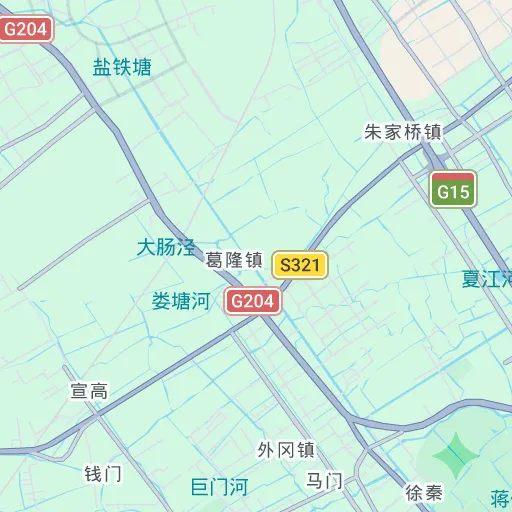 G204
盐铁塘
朱家桥镇
G15
大肠泾
葛隆镇
S321
夏江河
娄塘河
G204
宣高
外冈镇
钱门
马门
巨门河
徐秦
蒋